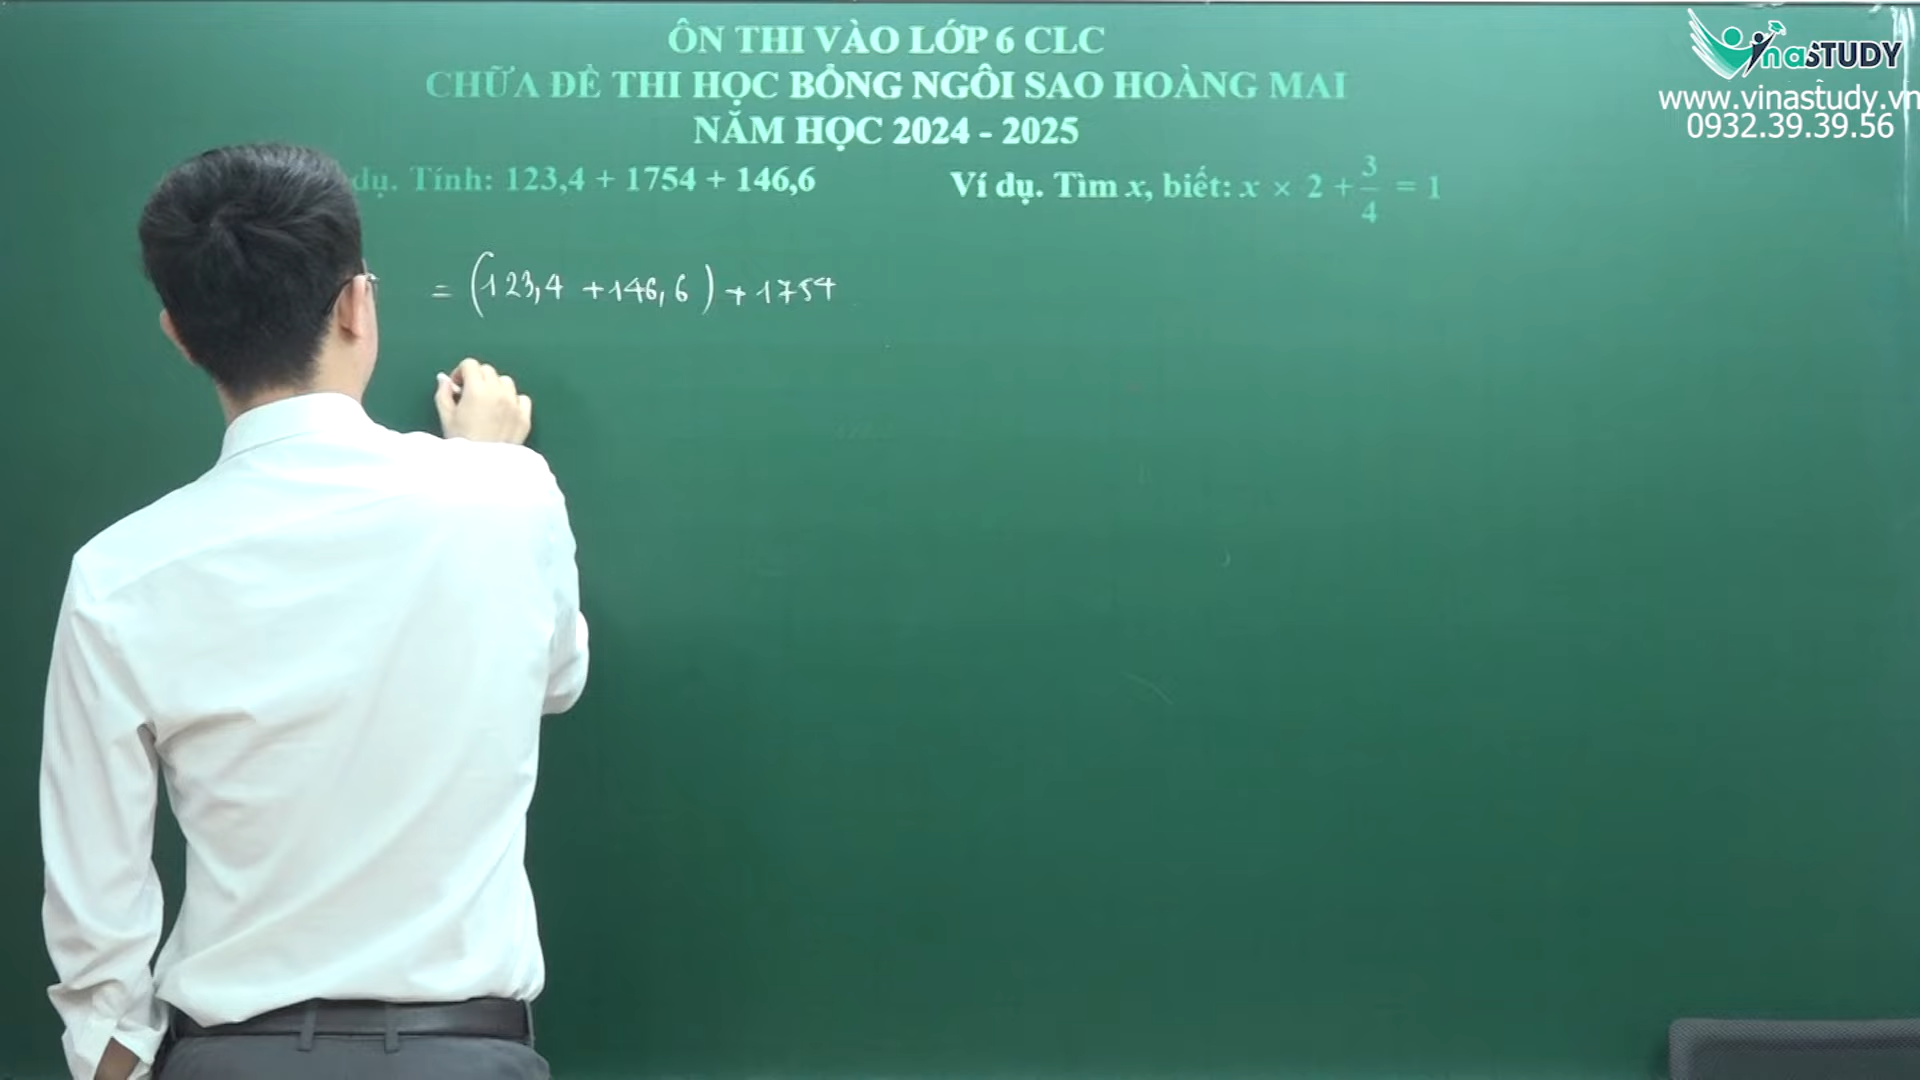 ÔN THI VÀO LỚP 6 CLC
CHỮA ĐỀ THI HỌC BỔNG NGÔI SAO HOÀNG MAI
NĂM HỌC 2024 - 2025
dụ. Tính: 123,4 + 1754 + 146,6
Ví dụ. Tìm x, biết: x × 2 + 3/4 = 1
= (123,4 + 146,6) + 1754
VinaSTUDY
www.vinastudy.vn
0932.39.39.56